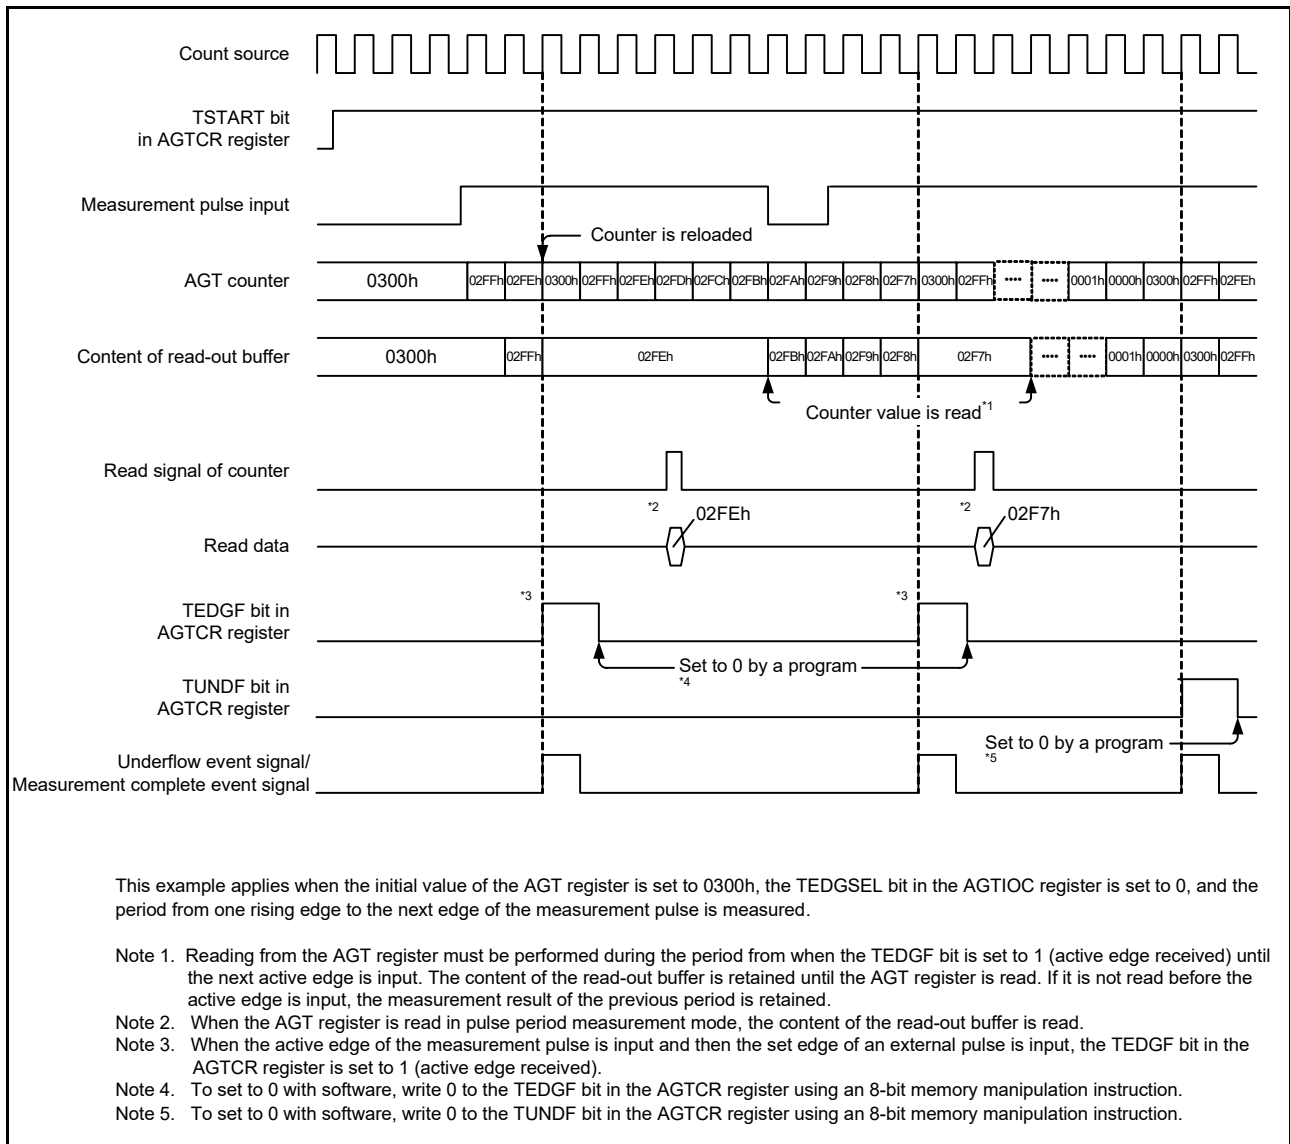 Count source
TSTART bit
in AGTCR register
Measurement pulse input
Counter is reloaded
AGT counter
0300h 02FFh 02FEh 0300h 02FFh 02FEh 02FDh 02FCh 02FBh 02FAh 02F9h 02F8h 02F7h 0300h 02FFh •••• •••• 0001h 0000h 0300h 02FFh 02FEh
Content of read-out buffer
0300h 02FFh 02FEh 02FBh 02FAh 02F9h 02F8h 02F7h •••• •••• 0001h 0000h 0300h 02FFh
Counter value is read*1
Read signal of counter
*2 02FEh *2 02F7h
Read data
*3 *3
TEDGF bit in
AGTCR register
Set to 0 by a program
*4
TUNDF bit in
AGTCR register
Set to 0 by a program
*5
Underflow event signal/
Measurement complete event signal
This example applies when the initial value of the AGT register is set to 0300h, the TEDGSEL bit in the AGTIOC register is set to 0, and the
period from one rising edge to the next edge of the measurement pulse is measured.
Note 1. Reading from the AGT register must be performed during the period from when the TEDGF bit is set to 1 (active edge received) until
the next active edge is input. The content of the read-out buffer is retained until the AGT register is read. If it is not read before the
active edge is input, the measurement result of the previous period is retained.
Note 2. When the AGT register is read in pulse period measurement mode, the content of the read-out buffer is read.
Note 3. When the active edge of the measurement pulse is input and then the set edge of an external pulse is input, the TEDGF bit in the
AGTCR register is set to 1 (active edge received).
Note 4. To set to 0 with software, write 0 to the TEDGF bit in the AGTCR register using an 8-bit memory manipulation instruction.
Note 5. To set to 0 with software, write 0 to the TUNDF bit in the AGTCR register using an 8-bit memory manipulation instruction.